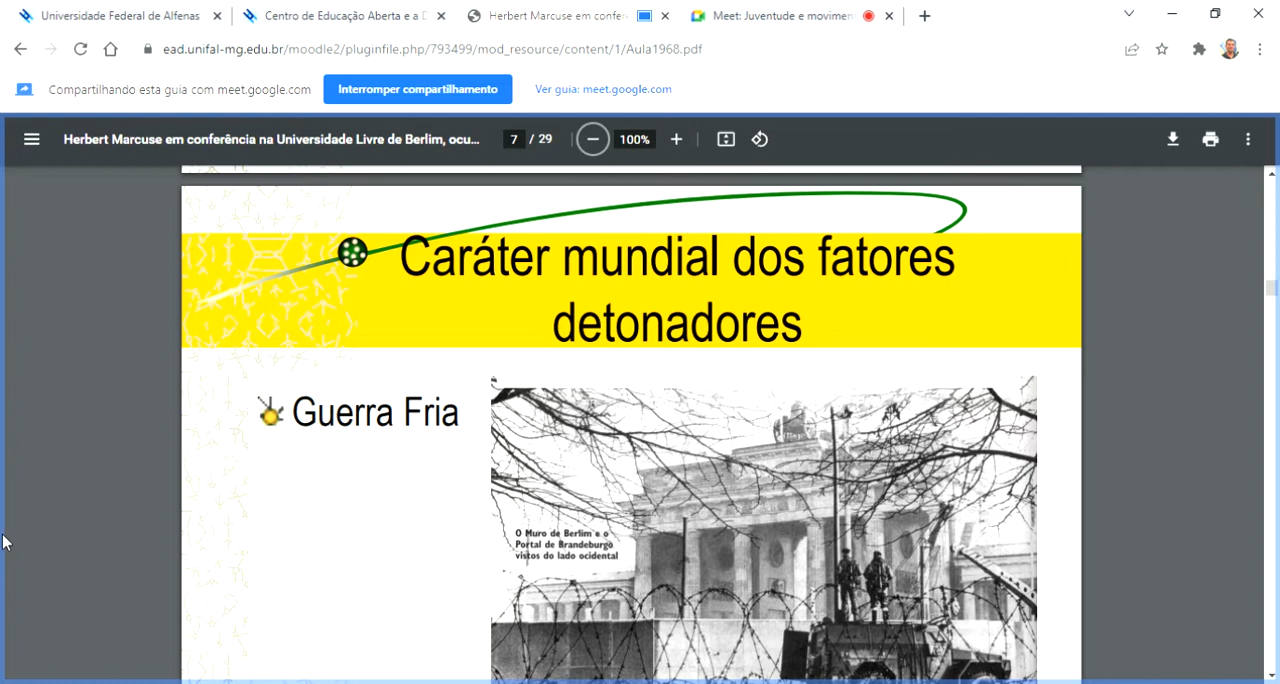 Universidade Federal de Alfenas
Centro de Educação Aberta e a D
Herbert Marcuse em confer
Meet: Juventude e movimen
ead.unifal-mg.edu.br/moodle2/pluginfile.php/793499/mod_resource/content/1/Aula1968.pdf
Compartilhando esta guia com meet.google.com
Interromper compartilhamento
Ver guia: meet.google.com
Herbert Marcuse em conferência na Universidade Livre de Berlim, ocu...
7 / 29
100%
Caráter mundial dos fatores
detonadores
Guerra Fria
O Muro de Berlim e o
Portal de Brandeburgo
vistos do lado ocidental